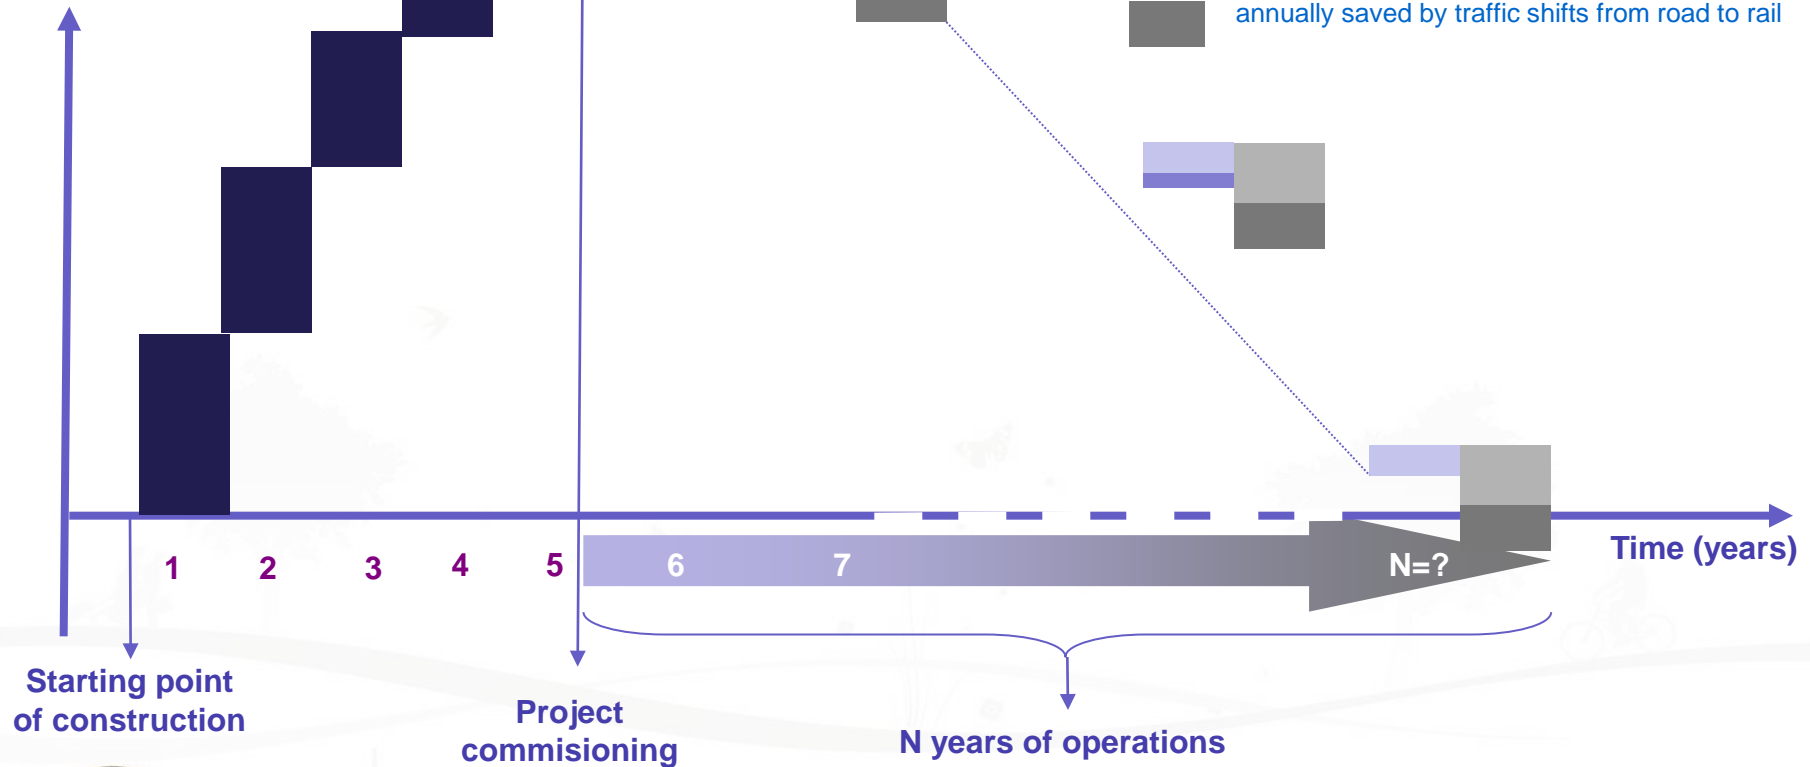 annually saved by traffic shifts from road to rail
Time (years)
1 2 3 4 5 6 7 N=?
Starting point
of construction
Project
commisioning
N years of operations